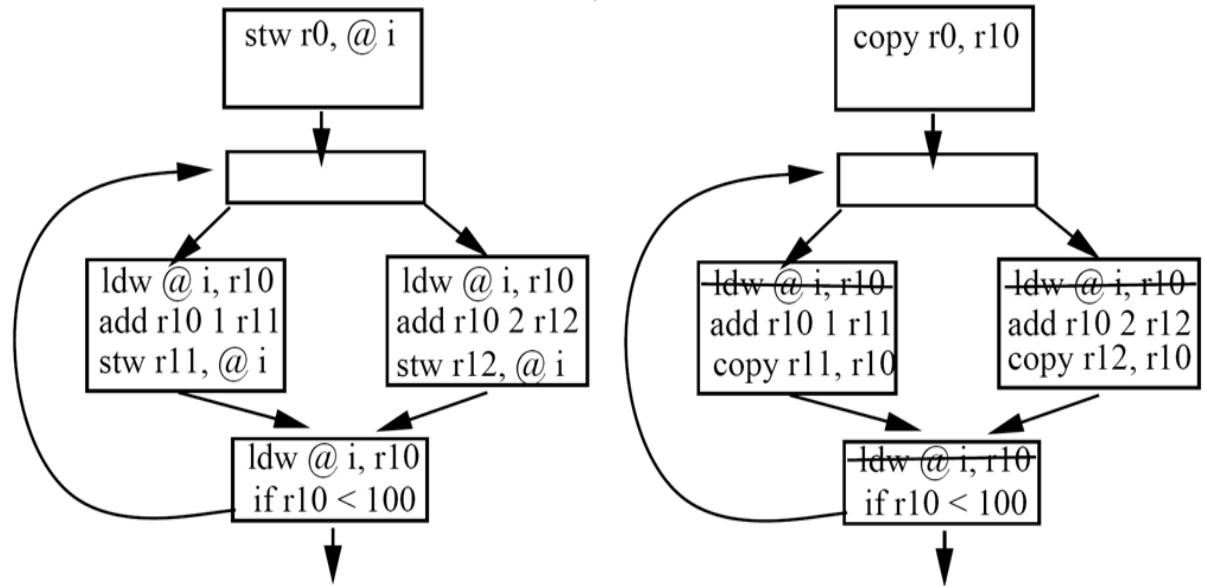 stw r0, @ i
ldw @ i, r10
add r10 1 r11
stw r11, @ i
ldw @ i, r10
add r10 2 r12
stw r12, @ i
ldw @ i, r10
if r10 < 100
copy r0, r10
ldw @ i, r10
add r10 1 r11
copy r11, r10
ldw @ i, r10
add r10 2 r12
copy r12, r10
ldw @ i, r10
if r10 < 100